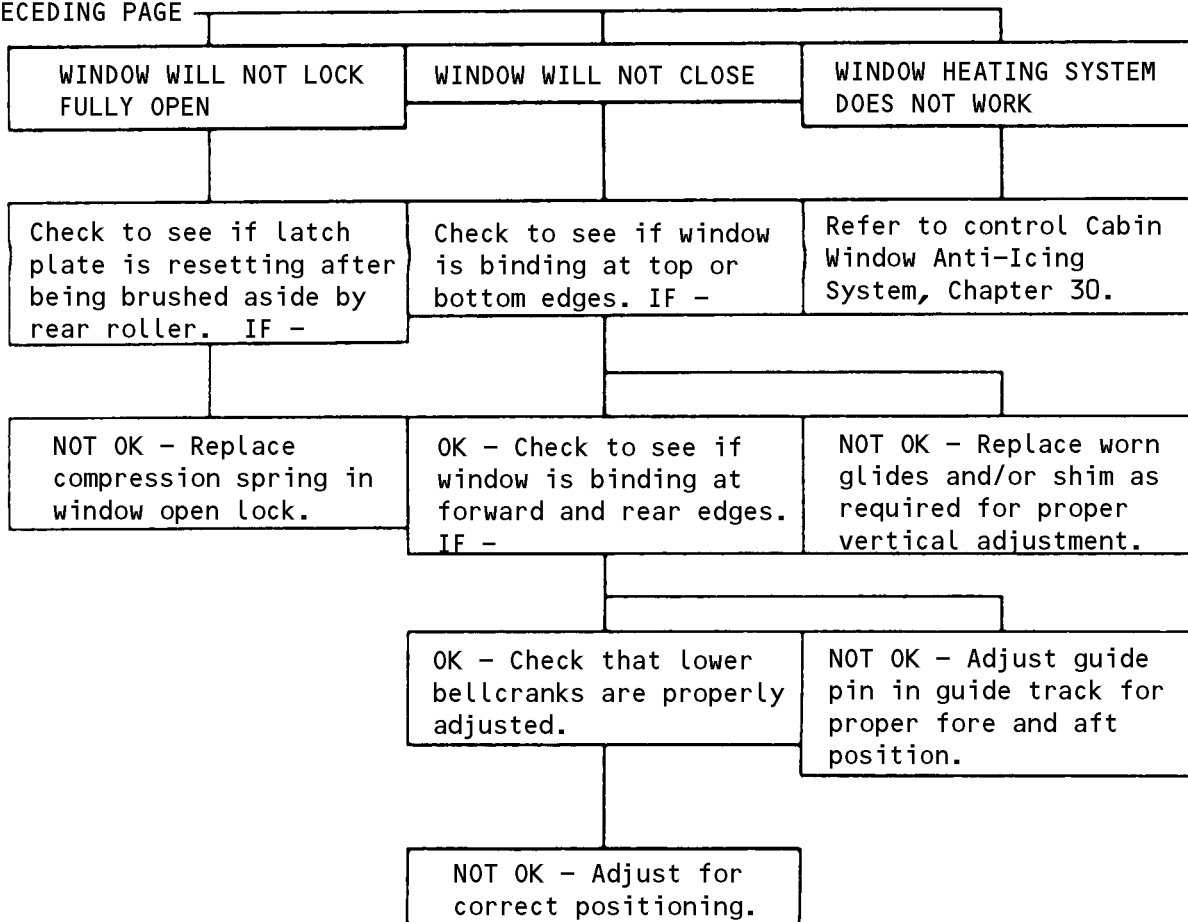 ECEDING PAGE
WINDOW WILL NOT LOCK
FULLY OPEN
WINDOW WILL NOT CLOSE
WINDOW HEATING SYSTEM
DOES NOT WORK
Check to see if latch
plate is resetting after
being brushed aside by
rear roller. IF –
Check to see if window
is binding at top or
bottom edges. IF –
Refer to control Cabin
Window Anti-Icing
System, Chapter 30.
NOT OK – Replace
compression spring in
window open lock.
OK – Check to see if
window is binding at
forward and rear edges.
IF –
NOT OK – Replace worn
glides and/or shim as
required for proper
vertical adjustment.
OK – Check that lower
bellcranks are properly
adjusted.
NOT OK – Adjust guide
pin in guide track for
proper fore and aft
position.
NOT OK – Adjust for
correct positioning.